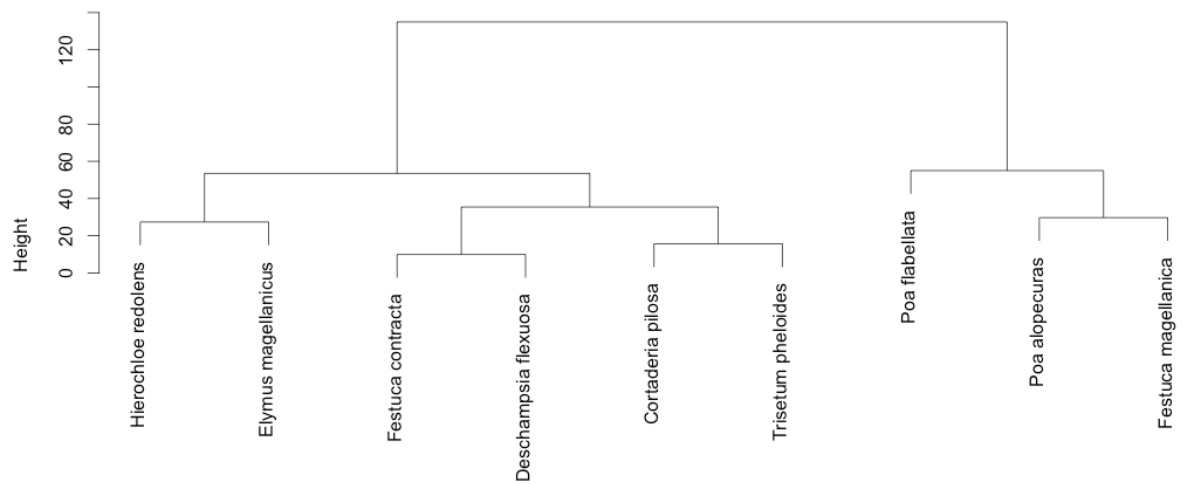 Height
120
80
60
40
20
0
Hierochloe redolens
Elymus magellanicus
Festuca contracta
Deschampsia flexuosa
Cortaderia pilosa
Trisetum pheloides
Poa flabellata
Poa alopecuras
Festuca magellanica